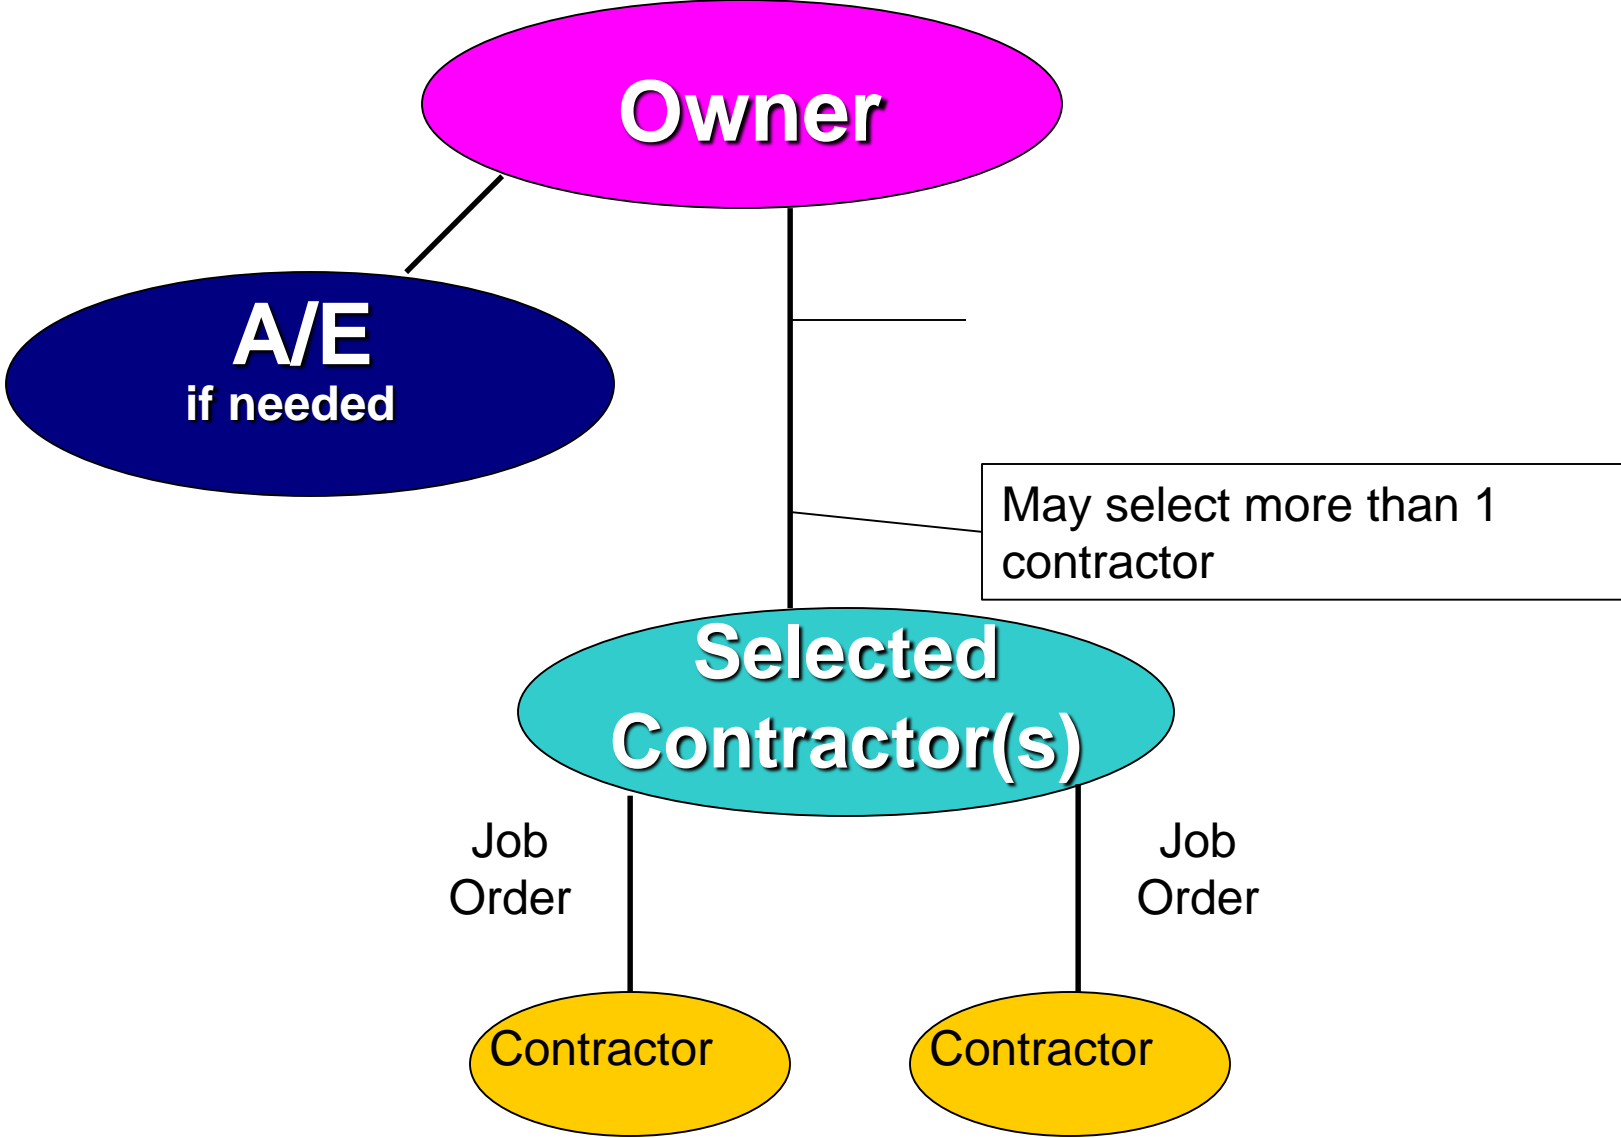 Owner
A/E
if needed
May select more than 1
contractor
Selected
Contractor(s)
Job
Order
Job
Order
Contractor
Contractor